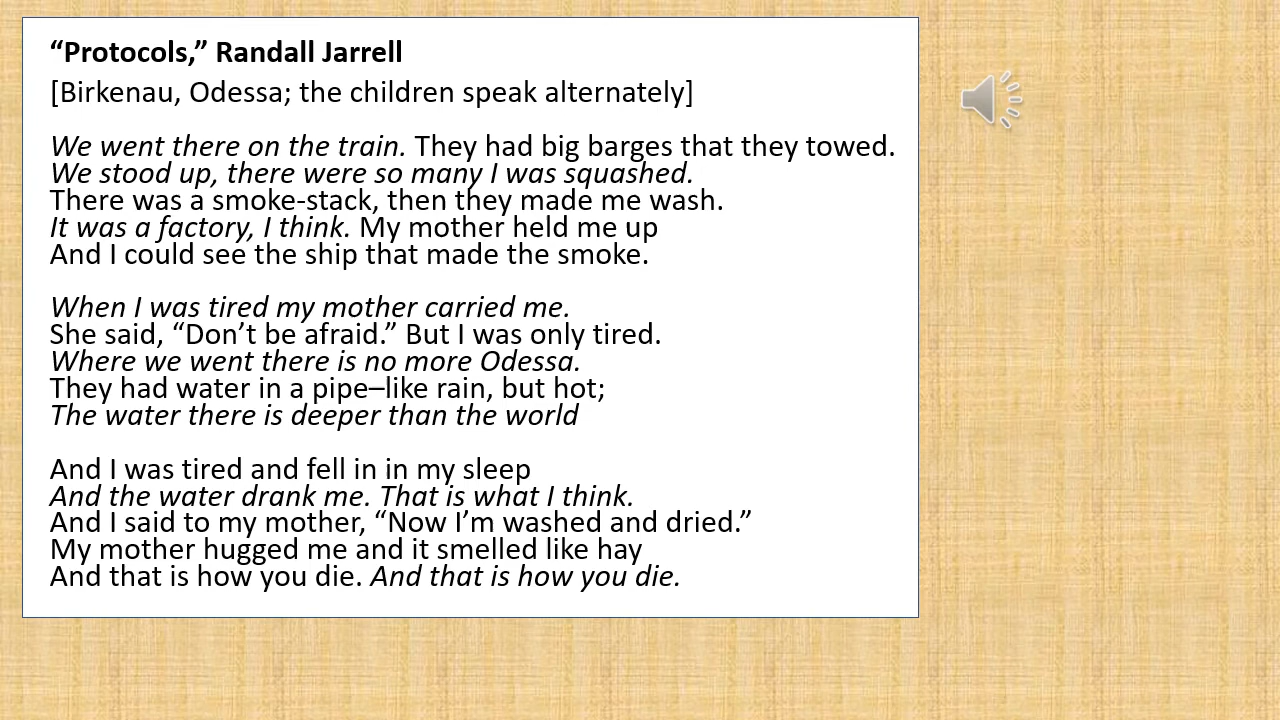 “Protocols,” Randall Jarrell
[Birkenau, Odessa; the children speak alternately]
We went there on the train. They had big barges that they towed.
We stood up, there were so many I was squashed.
There was a smoke-stack, then they made me wash.
It was a factory, I think. My mother held me up
And I could see the ship that made the smoke.
When I was tired my mother carried me.
She said, “Don’t be afraid.” But I was only tired.
Where we went there is no more Odessa.
They had water in a pipe–like rain, but hot;
The water there is deeper than the world
And I was tired and fell in in my sleep
And the water drank me. That is what I think.
And I said to my mother, “Now I’m washed and dried.”
My mother hugged me and it smelled like hay
And that is how you die. And that is how you die.